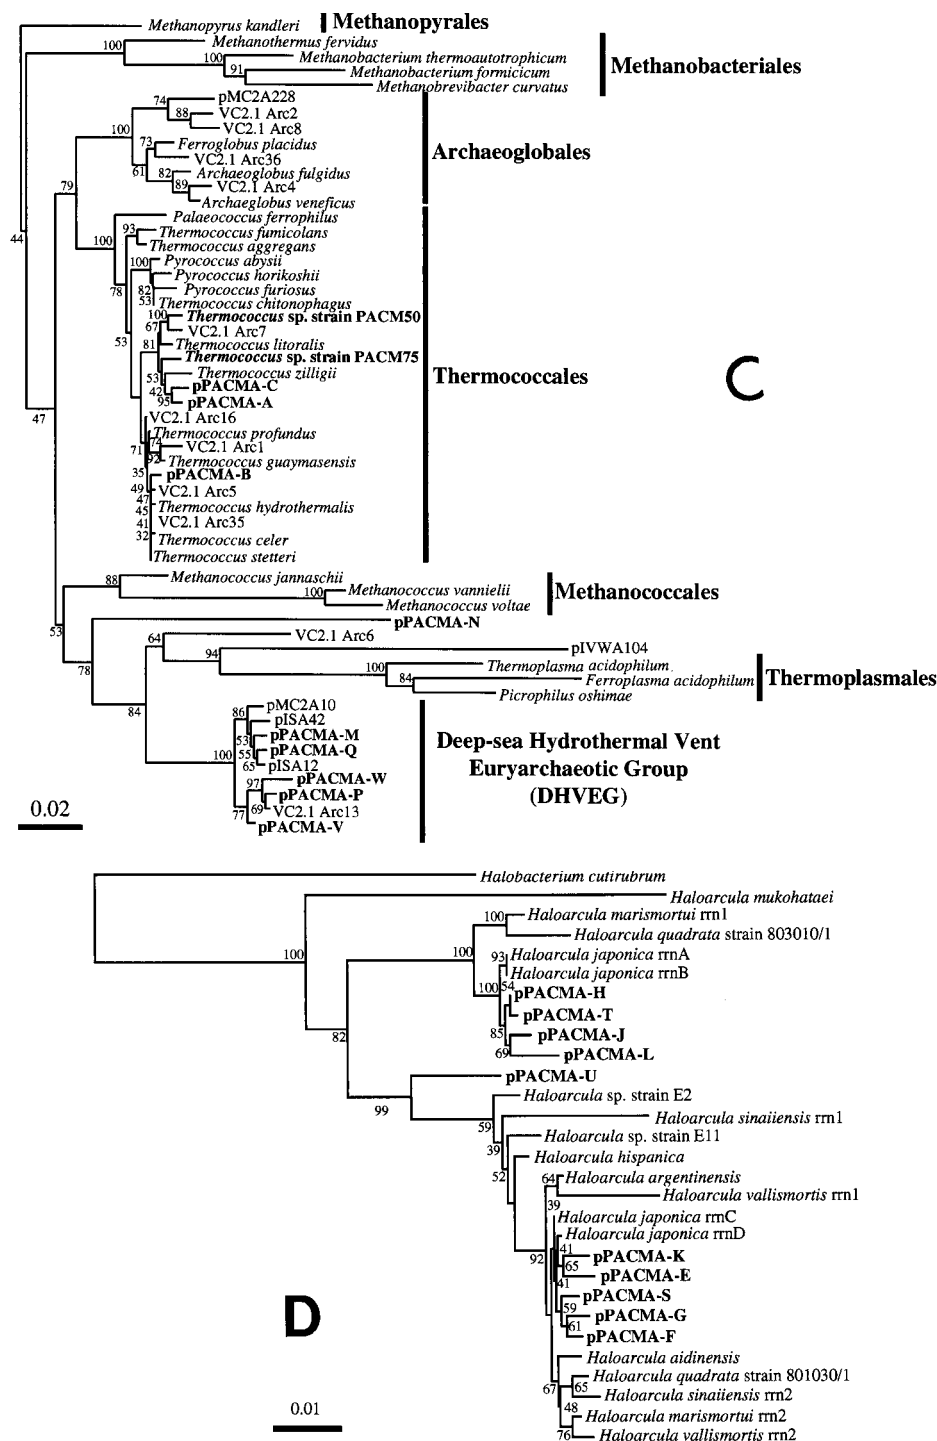 Methanopyrus kandleri
Methanopyrales
Methanothermus fervidus
100
Methanobacterium thermoautotrophicum
100
Methanobacterium formicicum
91
Methanobrevibacter curvatus
Methanobacteriales
pMC2A228
74
VC2.1 Arc2
88
VC2.1 Arc8
100
Ferroglobus placidus
73
VC2.1 Arc36
61
Archaeoglobus fulgidus
82
VC2.1 Arc4
89
Archaeglobus veneficus
Archaeoglobales
79
Palaeococcus ferrophilus
100
Thermococcus fumicolans
93
Thermococcus aggregans
78
Pyrococcus abysii
100
Pyrococcus horikoshii
Pyrococcus furiosus
82
Thermococcus chitonophagus
53
Thermococcus sp. strain PACM50
100
VC2.1 Arc7
67
Thermococcus litoralis
81
53
Thermococcus sp. strain PACM75
Thermococcus zilligii
53
pPACMA-C
42
pPACMA-A
95
VC2.1 Arc16
Thermococcus profundus
74
VC2.1 Arc1
71
92
Thermococcus guaymasensis
35
pPACMA-B
49
VC2.1 Arc5
47
Thermococcus hydrothermalis
45
VC2.1 Arc35
41
32
Thermococcus celer
Thermococcus stetteri
Thermococcales
C
44
47
Methanococcus jannaschii
88
Methanococcus vannielii
100
Methanococcus voltae
Methanococcales
53
pPACMA-N
78
VC2.1 Arc6
64
pIVWA104
94
Thermoplasma acidophilum
100
Ferroplasma acidophilum
84
Picrophilus oshimae
Thermoplasmales
84
pMC2A10
86
pISA42
pPACMA-M
53
pPACMA-Q
55
100
pISA12
65
pPACMA-W
97
pPACMA-P
VC2.1 Arc13
69
77
pPACMA-V
Deep-sea Hydrothermal Vent
Euryarchaeotic Group
(DHVEG)
0.02
Halobacterium cutirubrum
Haloarcula mukohataei
100
Haloarcula marismortui rrn1
100
Haloarcula quadrata strain 803010/1
100
Haloarcula japonica rrnA
93
Haloarcula japonica rrnB
100
54
pPACMA-H
pPACMA-T
85
pPACMA-J
69
pPACMA-L
82
pPACMA-U
99
Haloarcula sp. strain E2
59
Haloarcula sinaiiensis rrn1
39
Haloarcula sp. strain E11
52
Haloarcula hispanica
Haloarcula argentinensis
64
Haloarcula vallismortis rrn1
39
Haloarcula japonica rrnC
Haloarcula japonica rrnD
41
92
pPACMA-K
65
pPACMA-E
41
pPACMA-S
59
pPACMA-G
61
pPACMA-F
Haloarcula aidinensis
Haloarcula quadrata strain 801030/1
67
65
Haloarcula sinaiiensis rrn2
48
Haloarcula marismortui rrn2
76
Haloarcula vallismortis rrn2
D
0.01